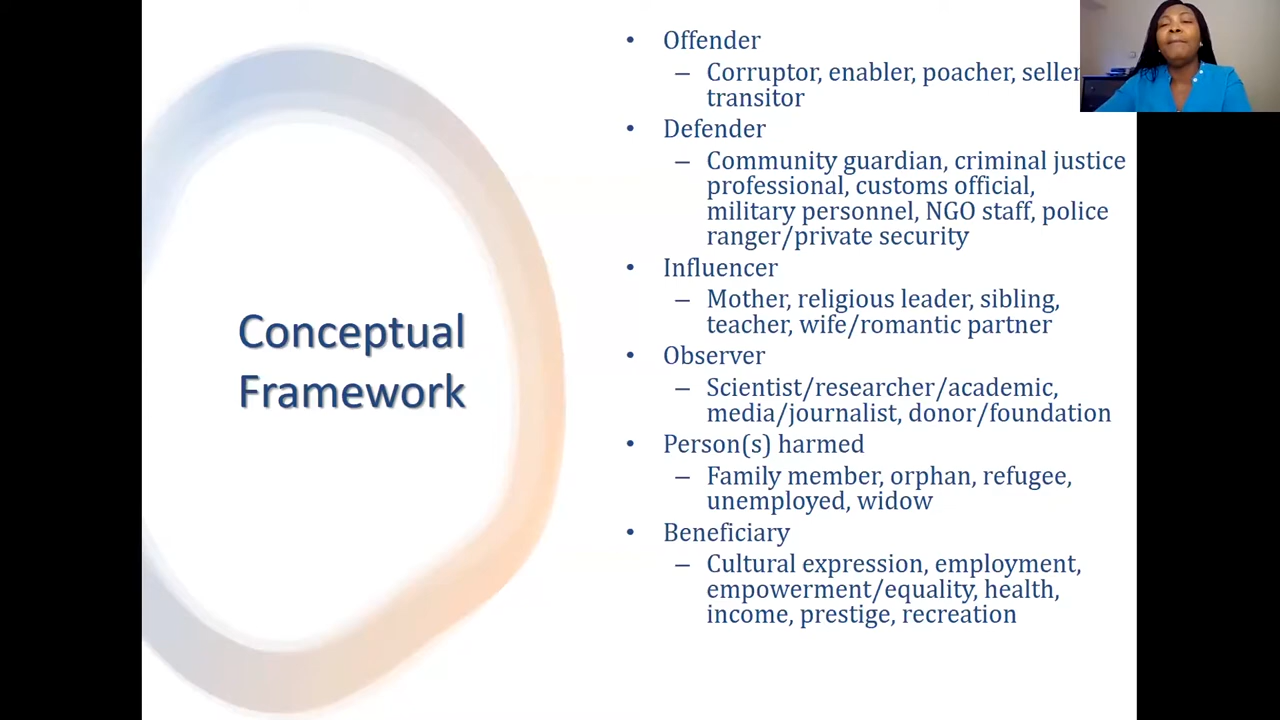 Conceptual
Framework
• Offender
– Corruptor, enabler, poacher, seller
transitor
• Defender
– Community guardian, criminal justice
professional, customs official,
military personnel, NGO staff, police
ranger/private security
• Influencer
– Mother, religious leader, sibling,
teacher, wife/romantic partner
• Observer
– Scientist/researcher/academic,
media/journalist, donor/foundation
• Person(s) harmed
– Family member, orphan, refugee,
unemployed, widow
• Beneficiary
– Cultural expression, employment,
empowerment/equality, health,
income, prestige, recreation